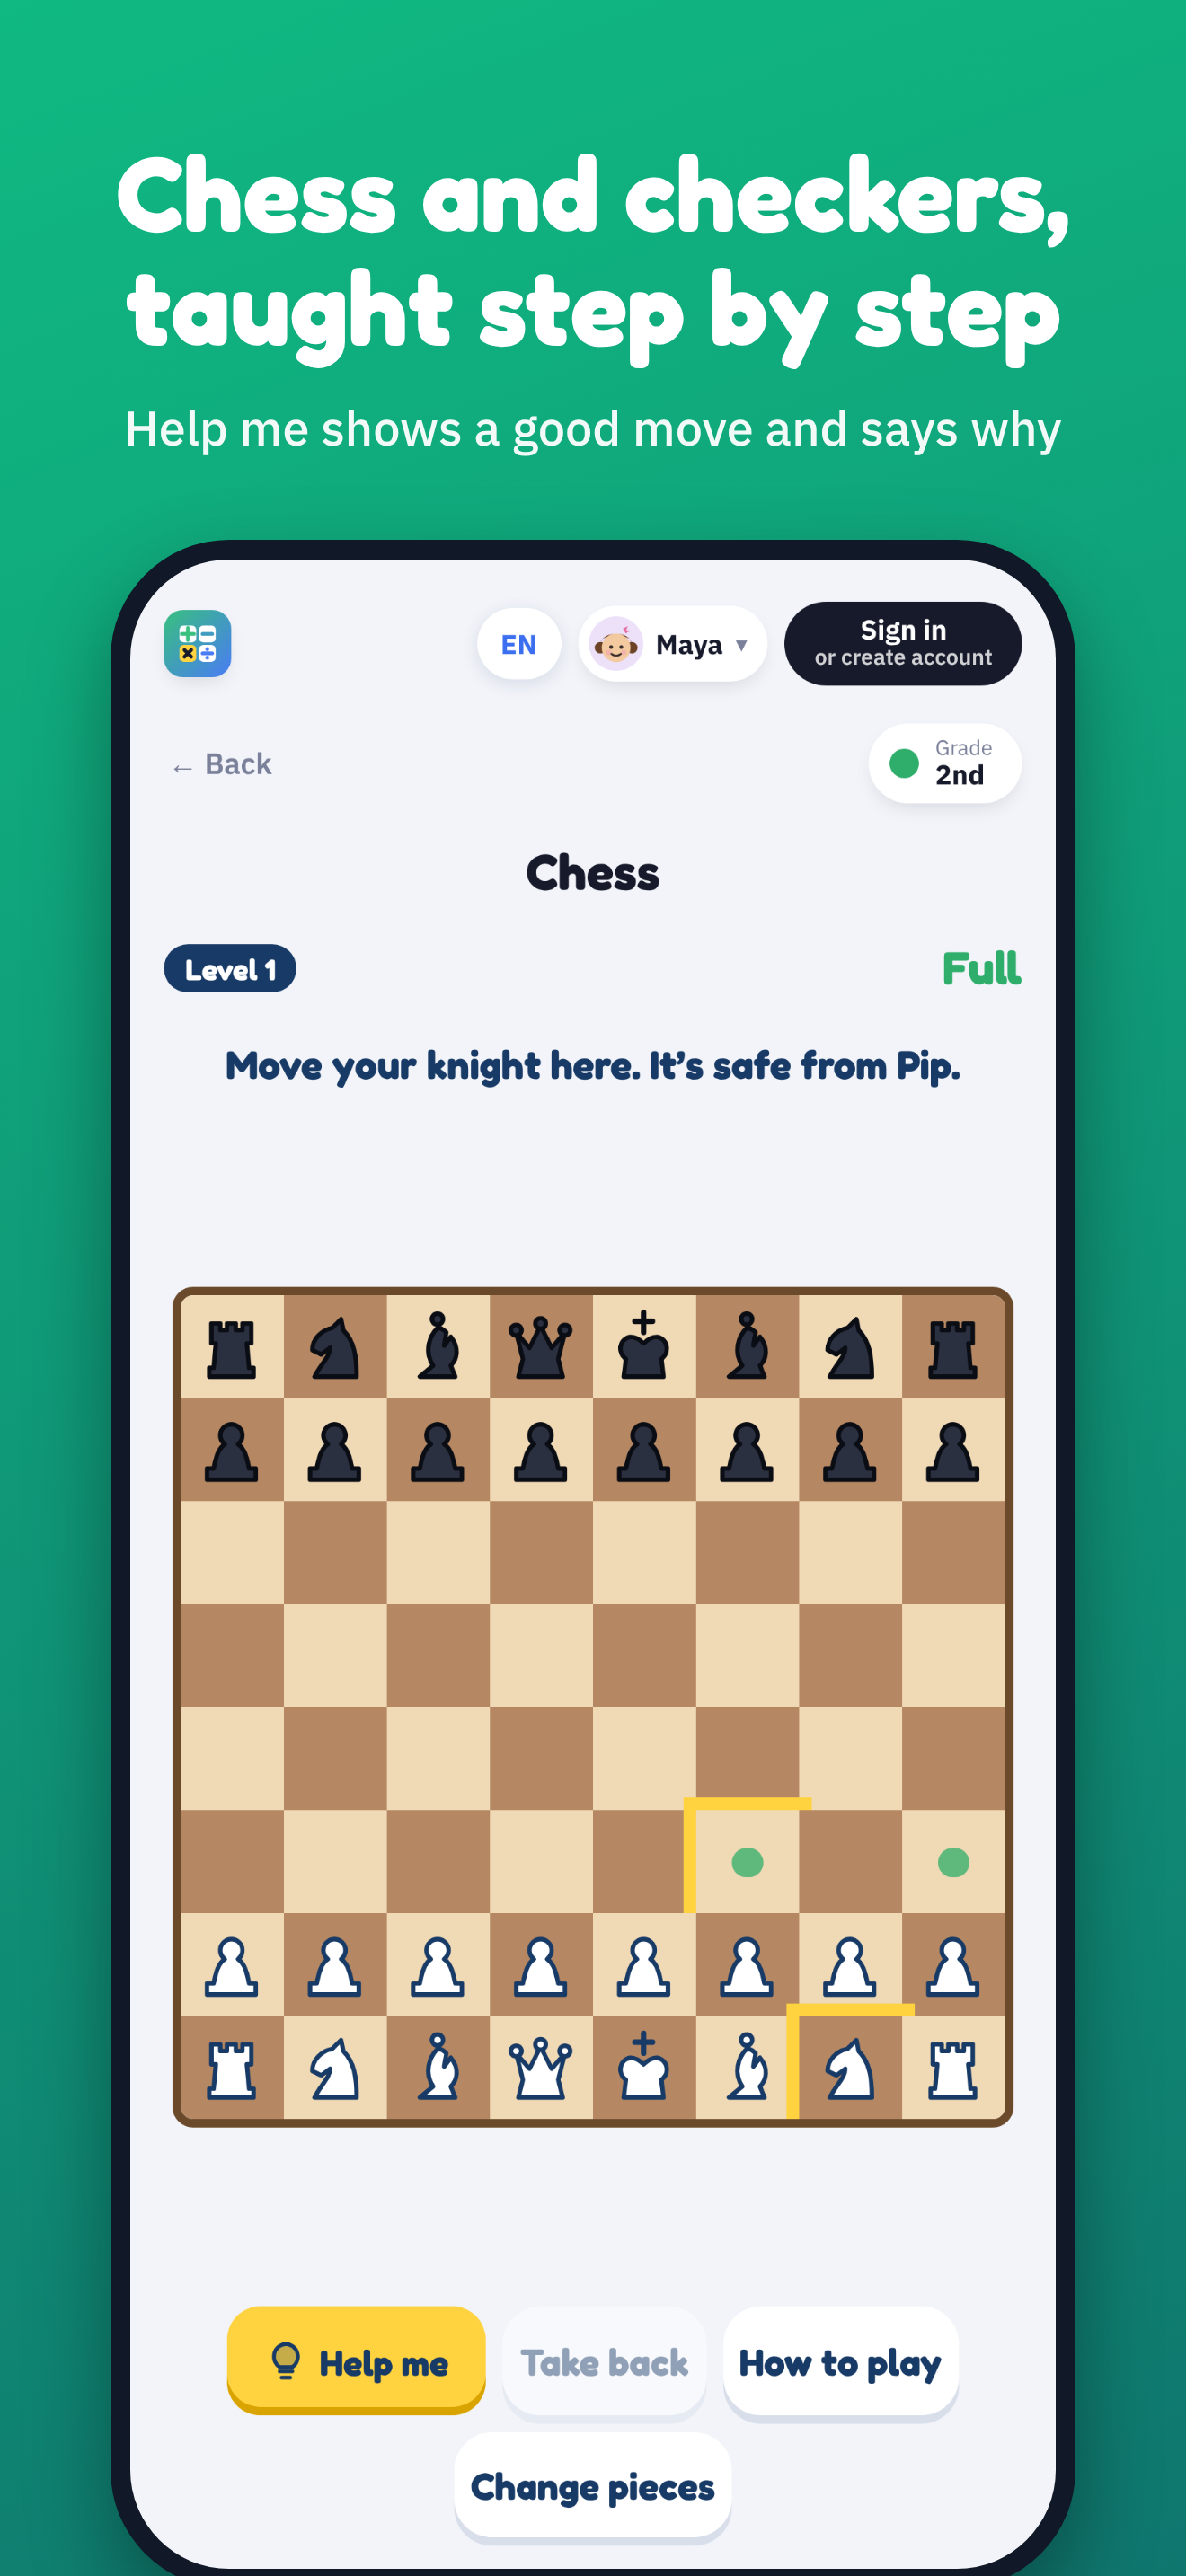 Chess and checkers,
taught step by step
Help me shows a good move and says why
EN
Maya ▾
Sign in
or create account
← Back
Grade
2nd
Chess
Level 1
Full
Move your knight here. It’s safe from Pip.
Help me
Take back
How to play
Change pieces